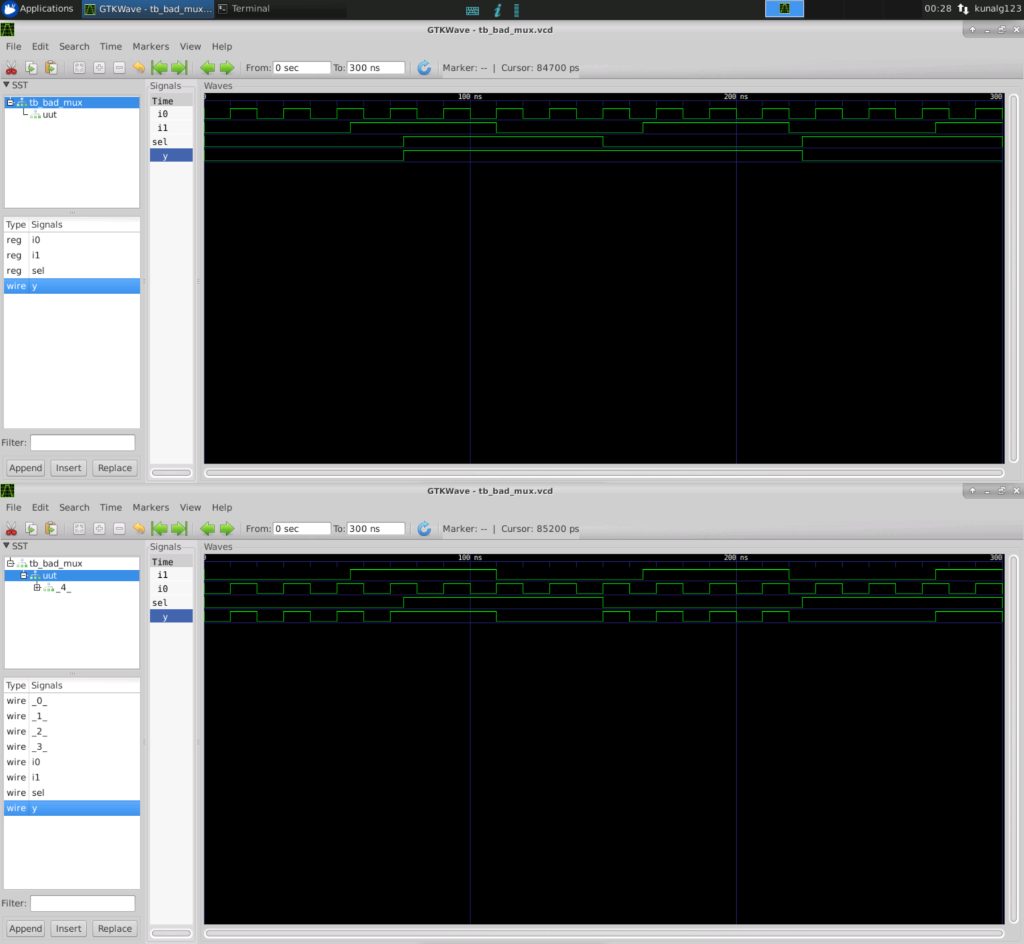 Applications GTKWave - tb_bad_mux.... Terminal 00:28 kunalg123
GTKWave - tb_bad_mux.vcd
File Edit Search Time Markers View Help
From: 0 sec To: 300 ns Marker: -- | Cursor: 84700 ps
SST Signals Waves
tb_bad_mux Time 0 100 ns 200 ns 300
uut i0
i1
sel
y
Type Signals
reg i0
reg i1
reg sel
wire y
Filter:
Append Insert Replace
GTKWave - tb_bad_mux.vcd
File Edit Search Time Markers View Help
From: 0 sec To: 300 ns Marker: -- | Cursor: 85200 ps
SST Signals Waves
tb_bad_mux Time 0 100 ns 200 ns 300
uut i1
_4_ i0
sel
y
Type Signals
wire _0_
wire _1_
wire _2_
wire _3_
wire i0
wire i1
wire sel
wire y
Filter:
Append Insert Replace